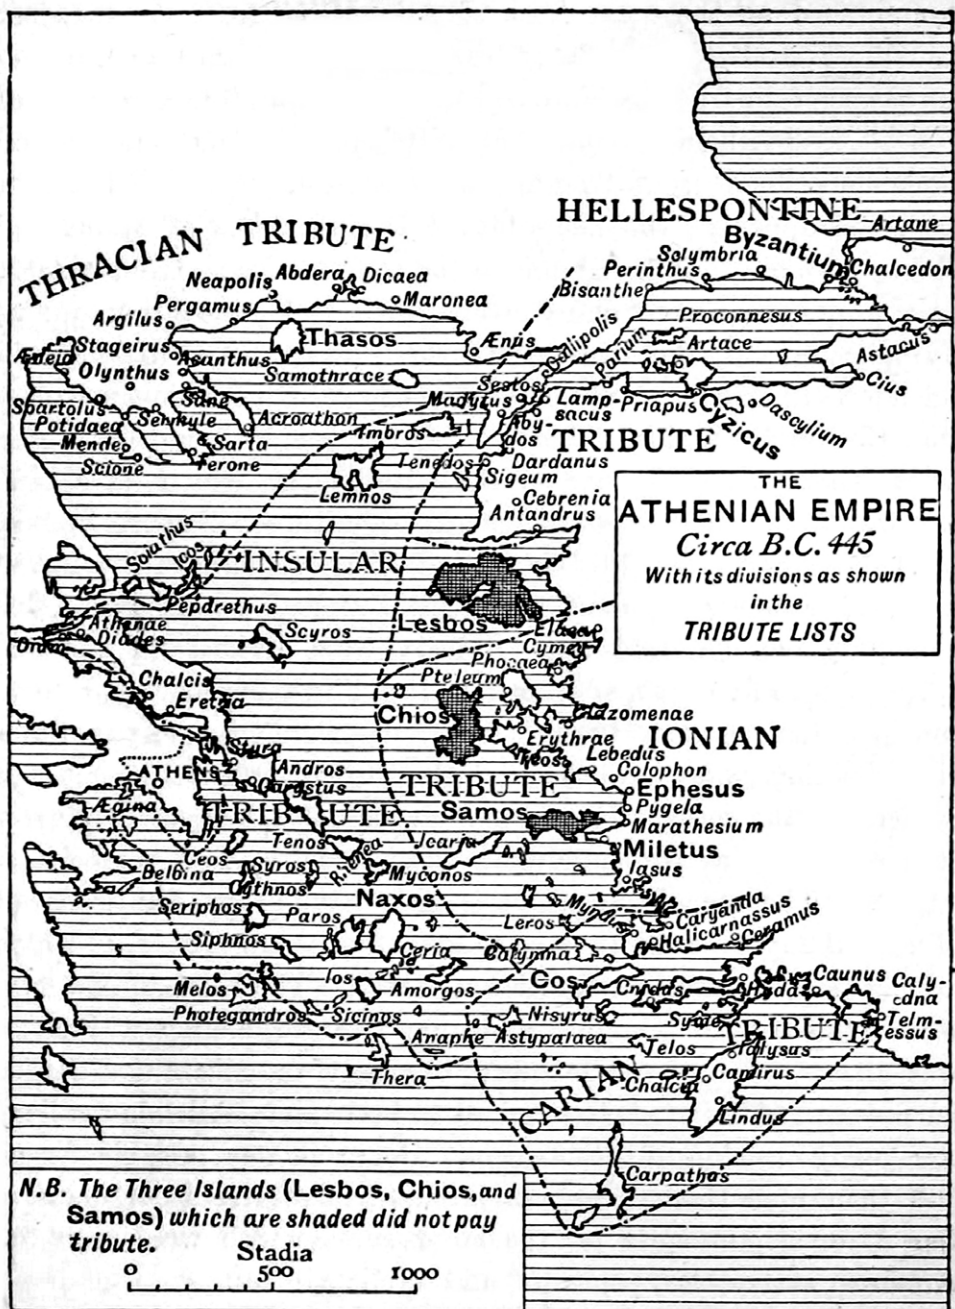 HELLESPONTINE
Artane
THRACIAN TRIBUTE
Byzantium
Selymbria
Perinthus
Chalcedon
Neapolis
Abdera
Dicaea
Bisanthe
Pergamus
Maronea
Argilus
Proconnesus
Stageirus
Thasos
Ænus
Gallipolis
Artace
Acanthus
Parium
Astacus
Olynthus
Samothrace
Sestos
Cius
Sane
Madytus
Lampsacus
Priapus
Spartolus
Acroathon
Cyzicus
Dascylium
Potidaea
Sermyle
Imbros
Abydos
TRIBUTE
Mende
Sarta
Torone
Tenedos
Dardanus
Scione
Sigeum
Lemnos
Cebrenia
Antandrus
THE
ATHENIAN EMPIRE
Circa B.C. 445
With its divisions as shown
in the
TRIBUTE LISTS
Sciathus
Icos
INSULAR
Peparethus
Lesbos
Athenae
Diades
Scyros
Elaea
Cyme
Phocaea
Pteleum
Chalcis
Eretria
Chios
Clazomenae
Erythrae
IONIAN
Styra
Teos
Lebedus
ATHENS
Andros
Colophon
Carystus
TRIBUTE
Ephesus
Ægina
TRIBUTE
Samos
Pygela
Marathesium
Tenos
Icaria
Ceos
Rhenea
Miletus
Belbina
Syros
Myconos
Iasus
Cythnos
Naxos
Seriphos
Paros
Leros
Myndus
Caryanda
Halicarnassus
Ceramus
Siphnos
Ceria
Calymna
Ios
Cos
Caunus
Calydna
Melos
Amorgos
Cnidus
Pholegandros
Sicinos
Nisyrus
Syme
TRIBUTE
Telmessus
Anaphe
Astypalaea
Telos
Ialysus
Thera
CARIAN
Chalcia
Camirus
Lindus
Carpathos
N.B. The Three Islands (Lesbos, Chios, and
Samos) which are shaded did not pay
tribute.
Stadia
0 500 1000